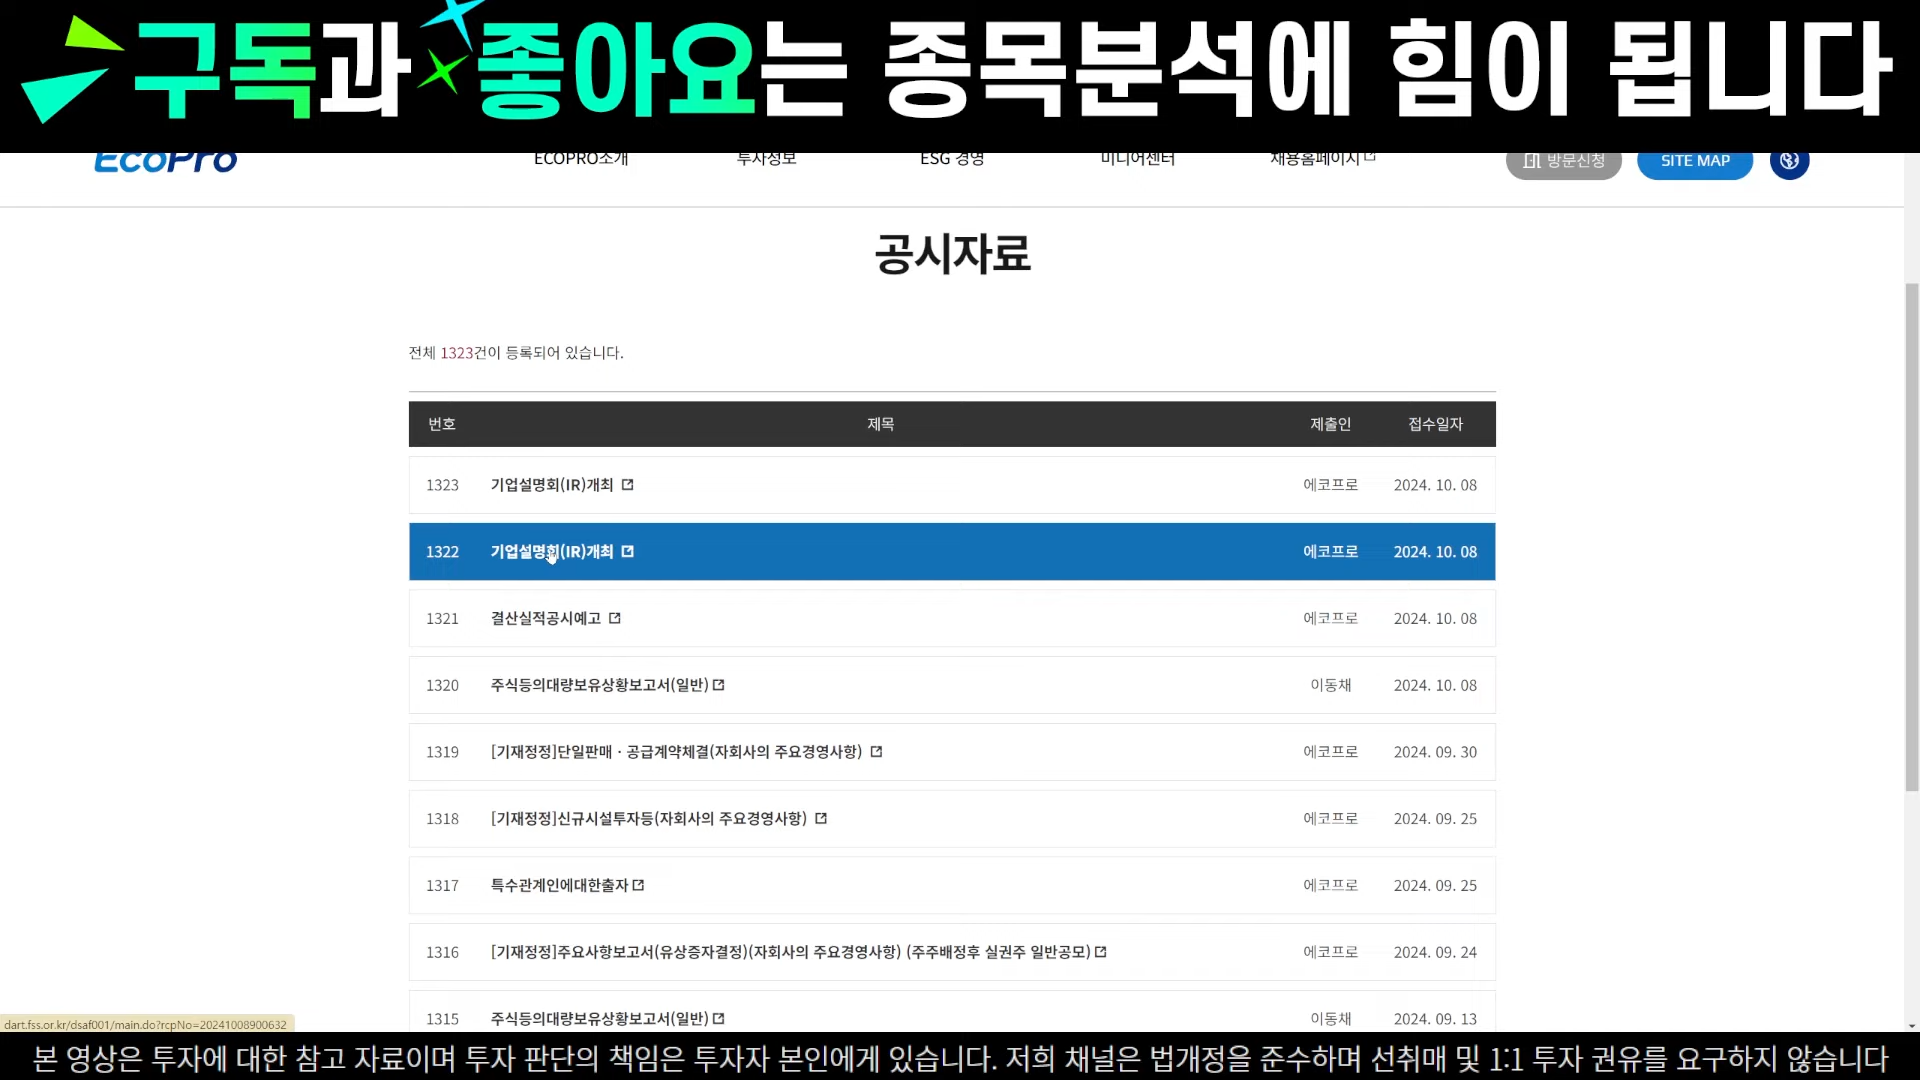 구독과 좋아요는 종목분석에 힘이 됩니다
EcoPro ECOPRO소개 투자정보 ESG 경영 미디어센터 채용홈페이지 방문신청 SITE MAP
공시자료
전체 1323건이 등록되어 있습니다.
번호 제목 제출인 접수일자
1323 기업설명회(IR)개최 에코프로 2024. 10. 08
1322 기업설명회(IR)개최 에코프로 2024. 10. 08
1321 결산실적공시예고 에코프로 2024. 10. 08
1320 주식등의대량보유상황보고서(일반) 이동채 2024. 10. 08
1319 [기재정정]단일판매ㆍ공급계약체결(자회사의 주요경영사항) 에코프로 2024. 09. 30
1318 [기재정정]신규시설투자등(자회사의 주요경영사항) 에코프로 2024. 09. 25
1317 특수관계인에대한출자 에코프로 2024. 09. 25
1316 [기재정정]주요사항보고서(유상증자결정)(자회사의 주요경영사항) (주주배정후 실권주 일반공모) 에코프로 2024. 09. 24
1315 주식등의대량보유상황보고서(일반) 이동채 2024. 09. 13
dart.fss.or.kr/dsaf001/main.do?rcpNo=20241008900632
본 영상은 투자에 대한 참고 자료이며 투자 판단의 책임은 투자자 본인에게 있습니다. 저희 채널은 법개정을 준수하며 선취매 및 1:1 투자 권유를 요구하지 않습니다